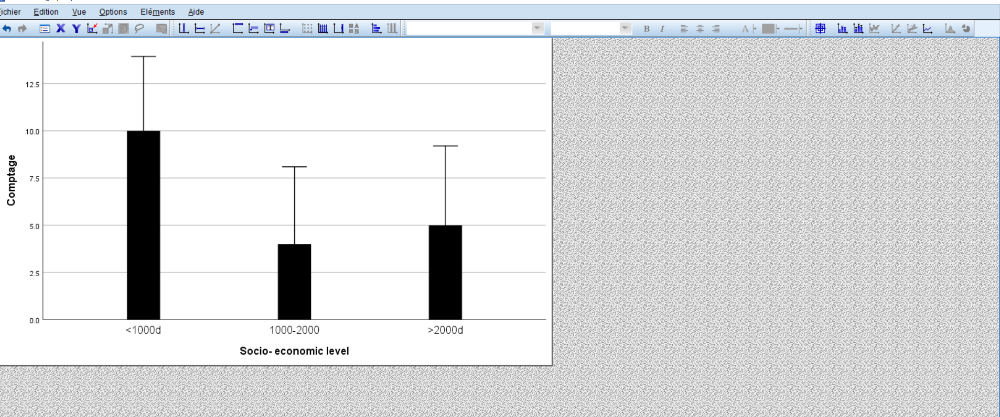 Fichier Edition Vue Options Eléments Aide
X Y T A B B I A
12.5
10.0
7.5
5.0
2.5
0.0
Comptage
<1000d 1000-2000 >2000d
Socio- economic level